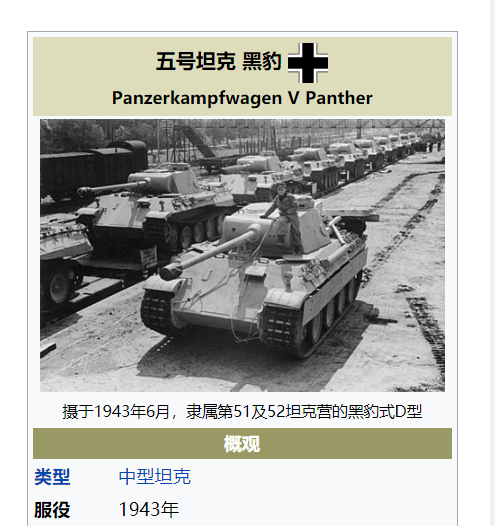 五号坦克 黑豹
Panzerkampfwagen V Panther
摄于1943年6月，隶属第51及52坦克营的黑豹式D型
概观
类型 中型坦克
服役 1943年